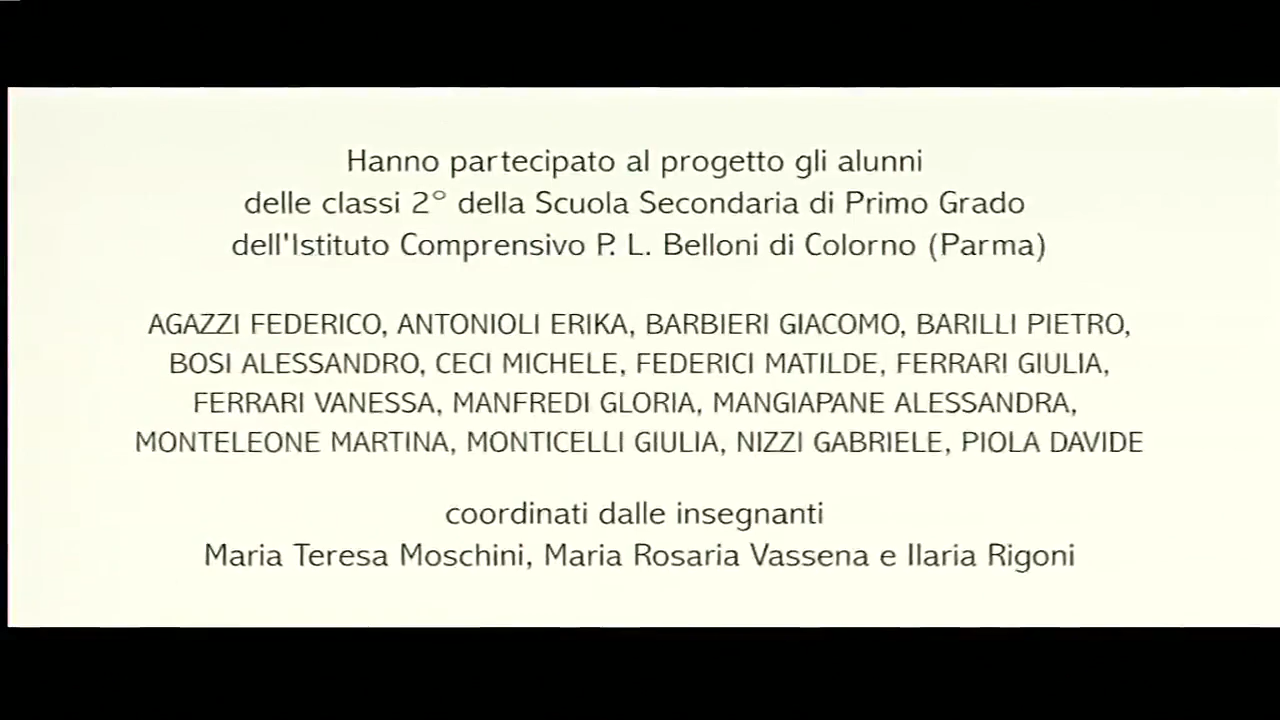 Hanno partecipato al progetto gli alunni
delle classi 2° della Scuola Secondaria di Primo Grado
dell'Istituto Comprensivo P. L. Belloni di Colorno (Parma)
AGAZZI FEDERICO, ANTONIOLI ERIKA, BARBIERI GIACOMO, BARILLI PIETRO,
BOSI ALESSANDRO, CECI MICHELE, FEDERICI MATILDE, FERRARI GIULIA,
FERRARI VANESSA, MANFREDI GLORIA, MANGIAPANE ALESSANDRA,
MONTELEONE MARTINA, MONTICELLI GIULIA, NIZZI GABRIELE, PIOLA DAVIDE
coordinati dalle insegnanti
Maria Teresa Moschini, Maria Rosaria Vassena e Ilaria Rigoni